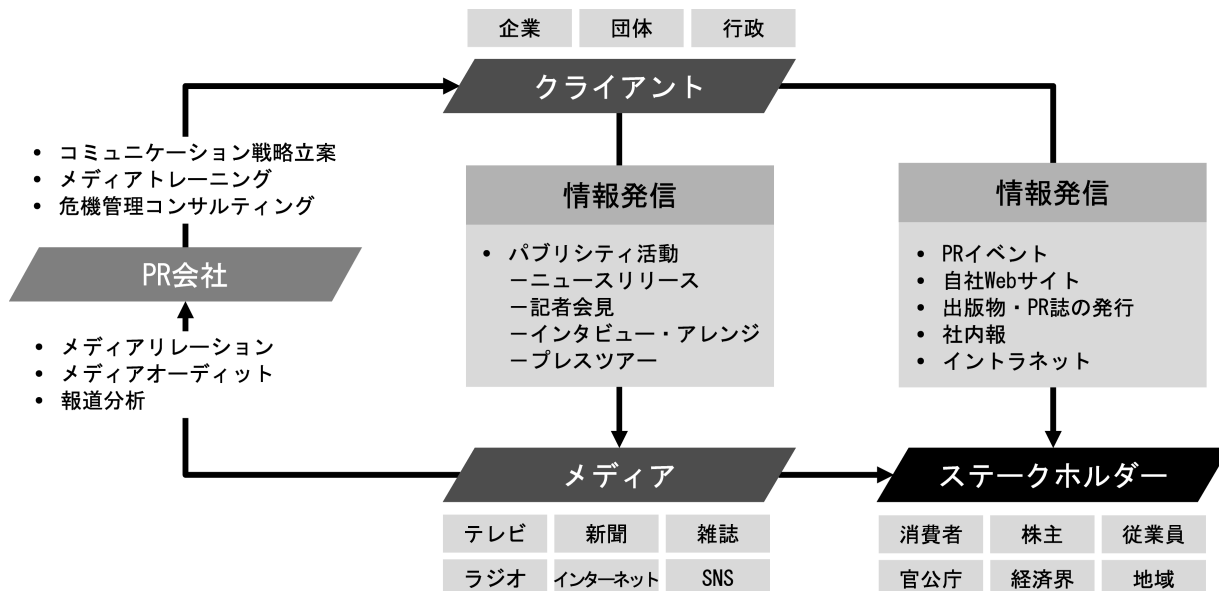 企業 団体 行政
クライアント
• コミュニケーション戦略立案
• メディアトレーニング
• 危機管理コンサルティング
PR会社
• メディアリレーション
• メディアオーディット
• 報道分析
情報発信
• パブリシティ活動
－ニュースリリース
－記者会見
－インタビュー・アレンジ
－プレスツアー
情報発信
• PRイベント
• 自社Webサイト
• 出版物・PR誌の発行
• 社内報
• イントラネット
メディア
テレビ 新聞 雑誌
ラジオ インターネット SNS
ステークホルダー
消費者 株主 従業員
官公庁 経済界 地域